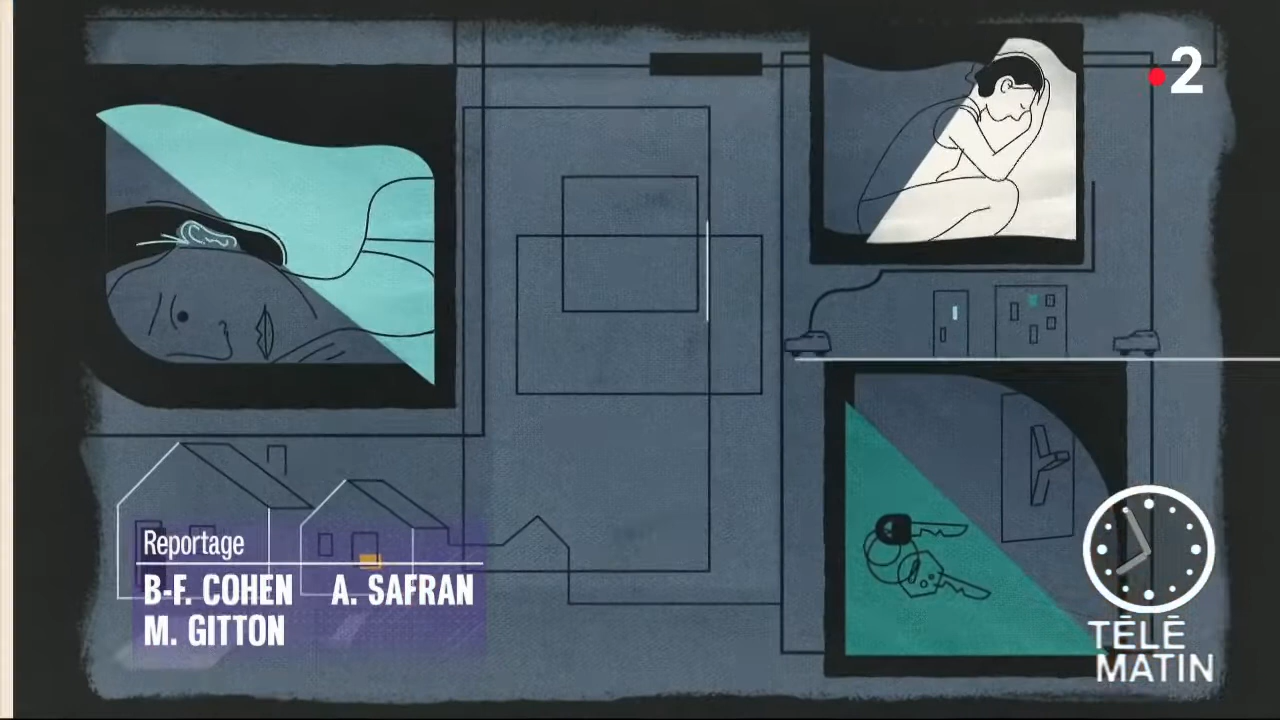 2
Reportage
B-F. COHEN A. SAFRAN
M. GITTON
TÉLÉ
MATIN